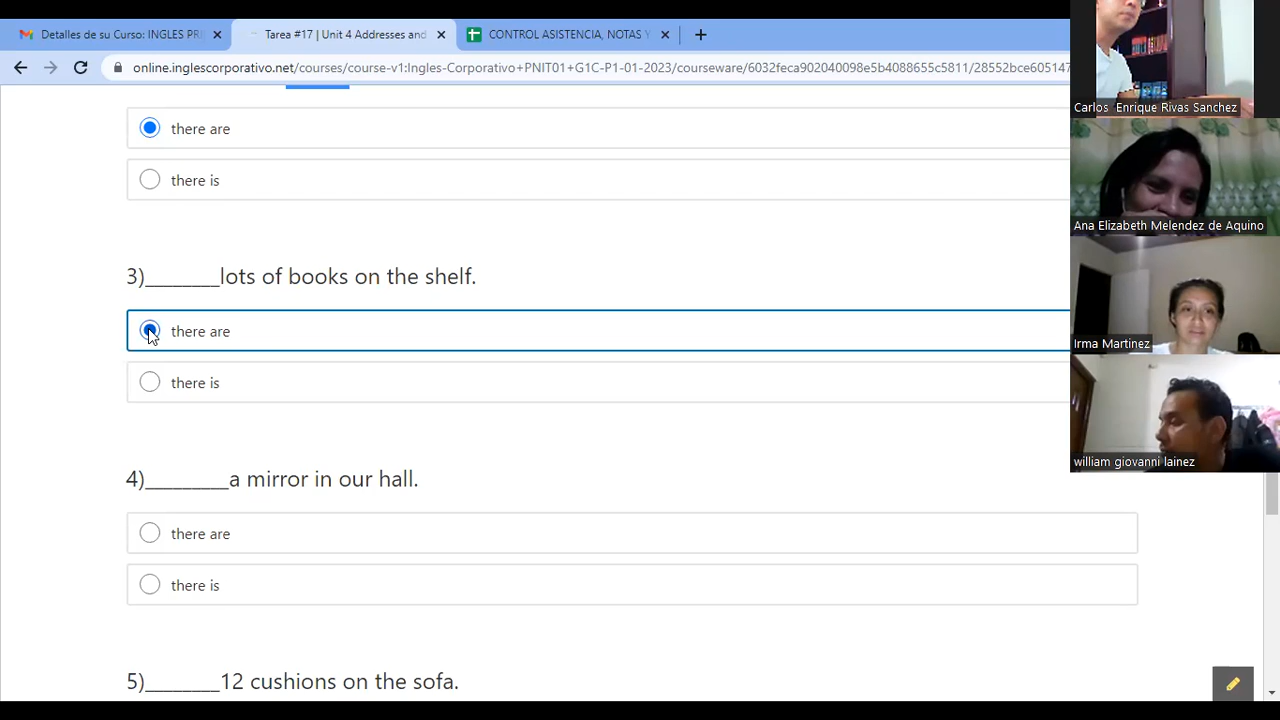 Detalles de su Curso: INGLES PRI
Tarea #17 | Unit 4 Addresses and
CONTROL ASISTENCIA, NOTAS Y
online.inglescorporativo.net/courses/course-v1:Ingles-Corporativo+PNIT01+G1C-P1-01-2023/courseware/6032feca902040098e5b4088655c5811/28552bce605147
there are
there is
3)_______lots of books on the shelf.
there are
there is
4)________a mirror in our hall.
there are
there is
5)_______12 cushions on the sofa.
Carlos Enrique Rivas Sanchez
Ana Elizabeth Melendez de Aquino
Irma Martinez
william giovanni lainez